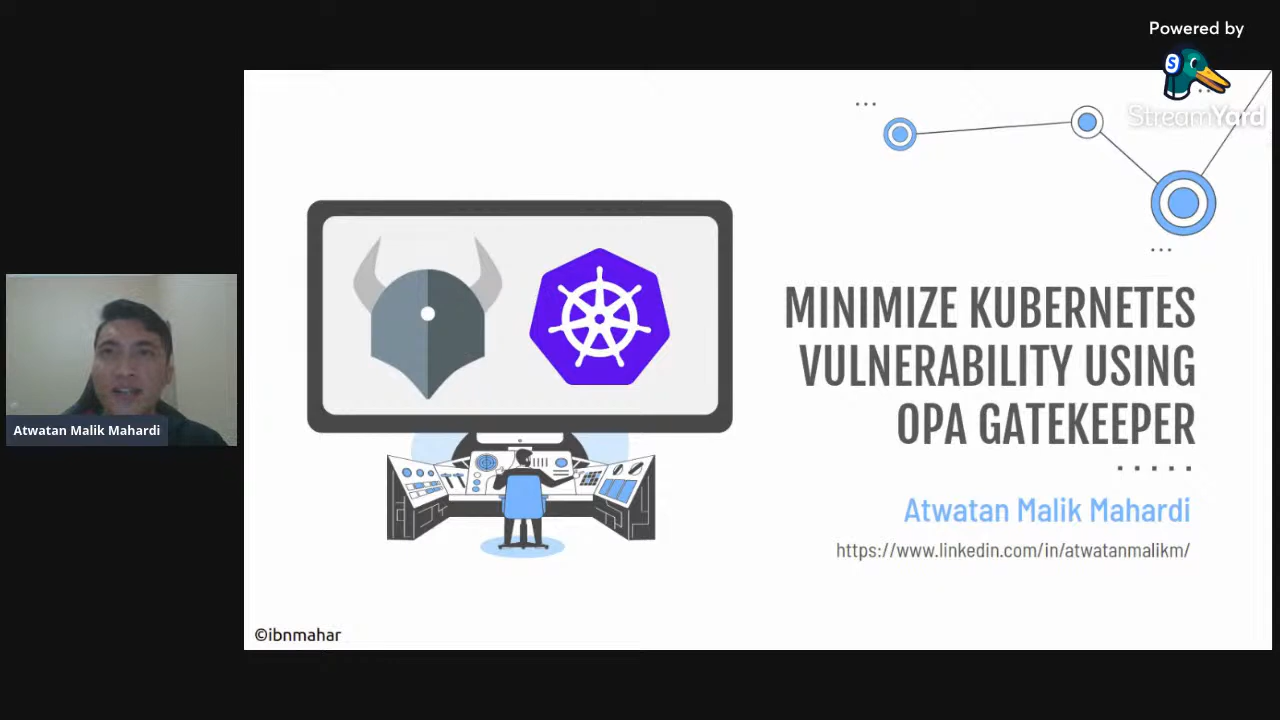 Powered by
StreamYard
MINIMIZE KUBERNETES
VULNERABILITY USING
OPA GATEKEEPER
Atwatan Malik Mahardi
https://www.linkedin.com/in/atwatanmalikm/
Atwatan Malik Mahardi
©ibnmahar